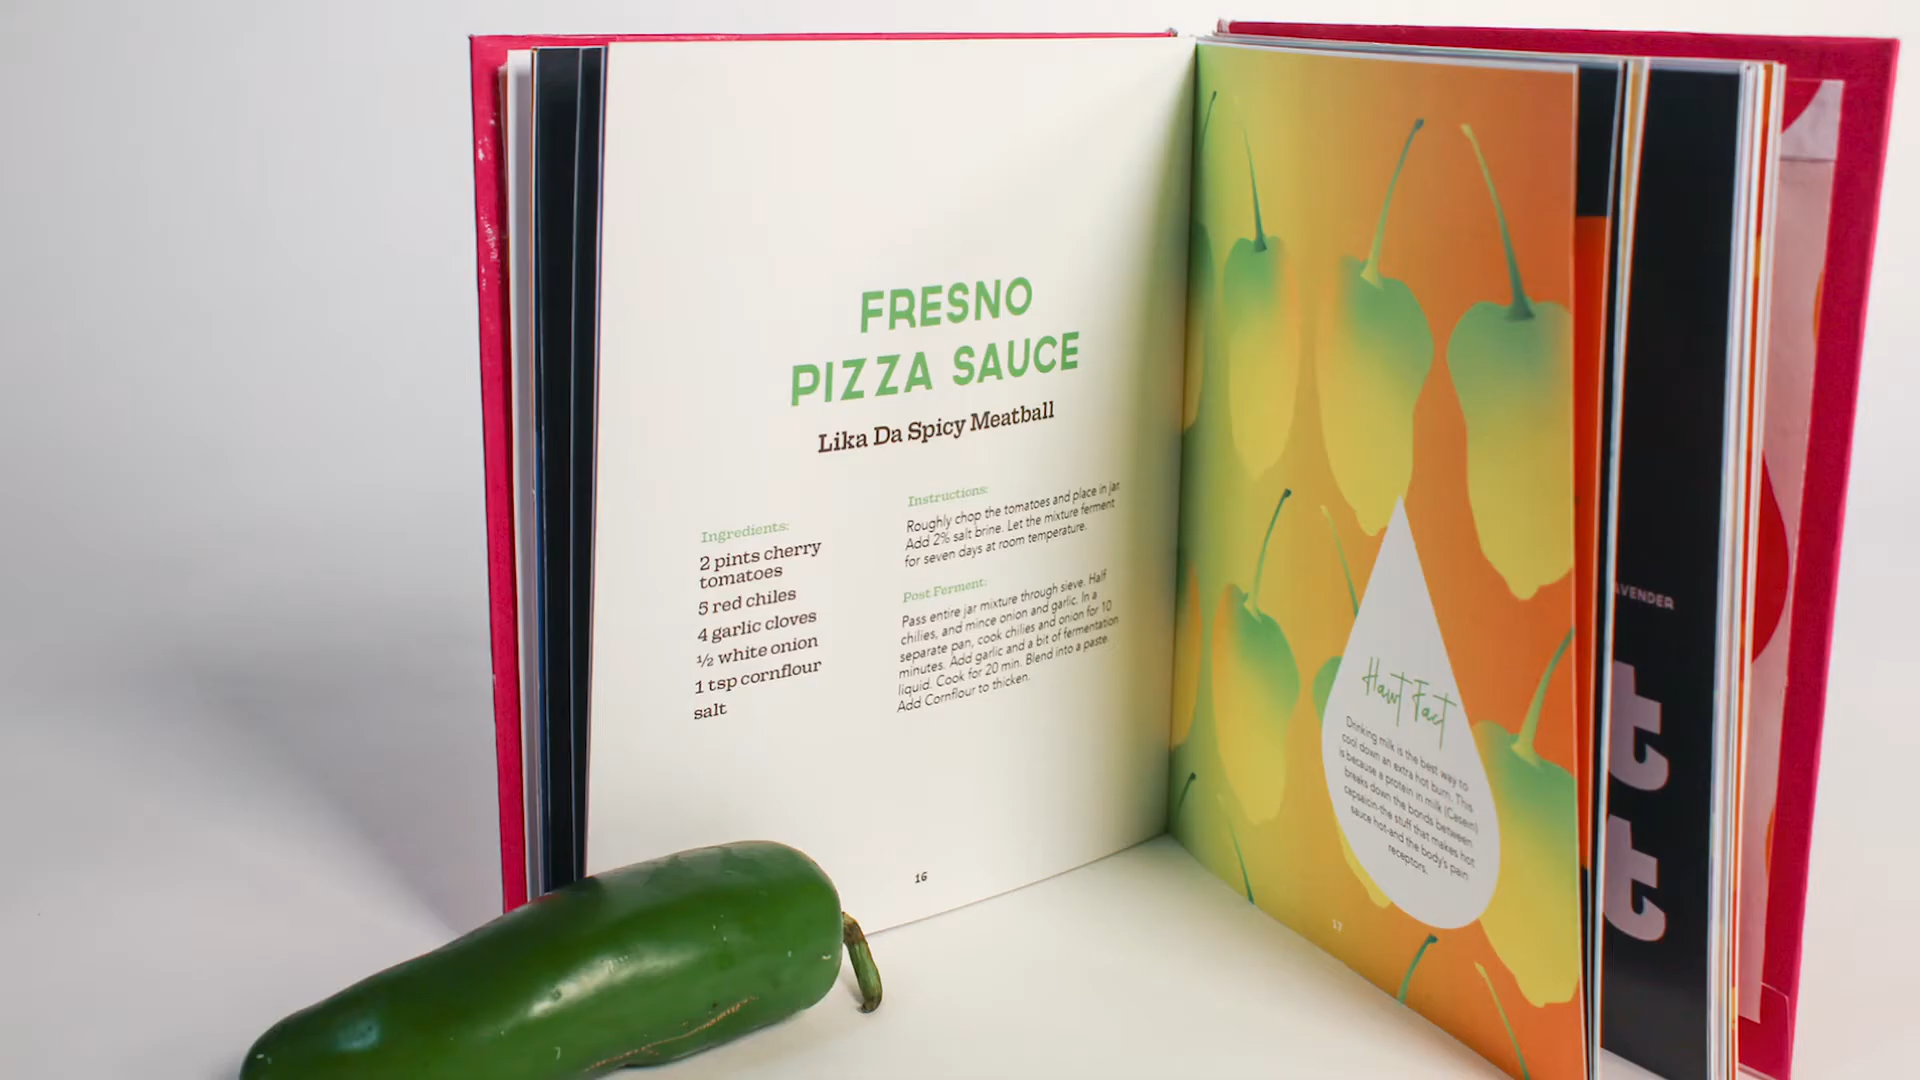 FRESNO
PIZZA SAUCE
Lika Da Spicy Meatball
Ingredients:
2 pints cherry
tomatoes
5 red chiles
4 garlic cloves
½ white onion
1 tsp cornflour
salt
Instructions:
Roughly chop the tomatoes and place in jar
Add 2% salt brine. Let the mixture ferment
for seven days at room temperature.
Post Ferment:
Pass entire jar mixture through sieve. Half
chilies, and mince onion and garlic. In a
separate pan, cook chilies and onion for 10
minutes. Add garlic and a bit of fermentation
liquid. Cook for 20 min. Blend into a paste.
Add Cornflour to thicken.
16
Hawt Fact
Drinking milk is the best way to
cool down an extra hot burn. This
is because a protein in milk (Casein)
breaks down the bonds between
capsaicin-the stuff that makes hot
sauce hot-and the body's pain
receptors.
17
AVENDER
t
t